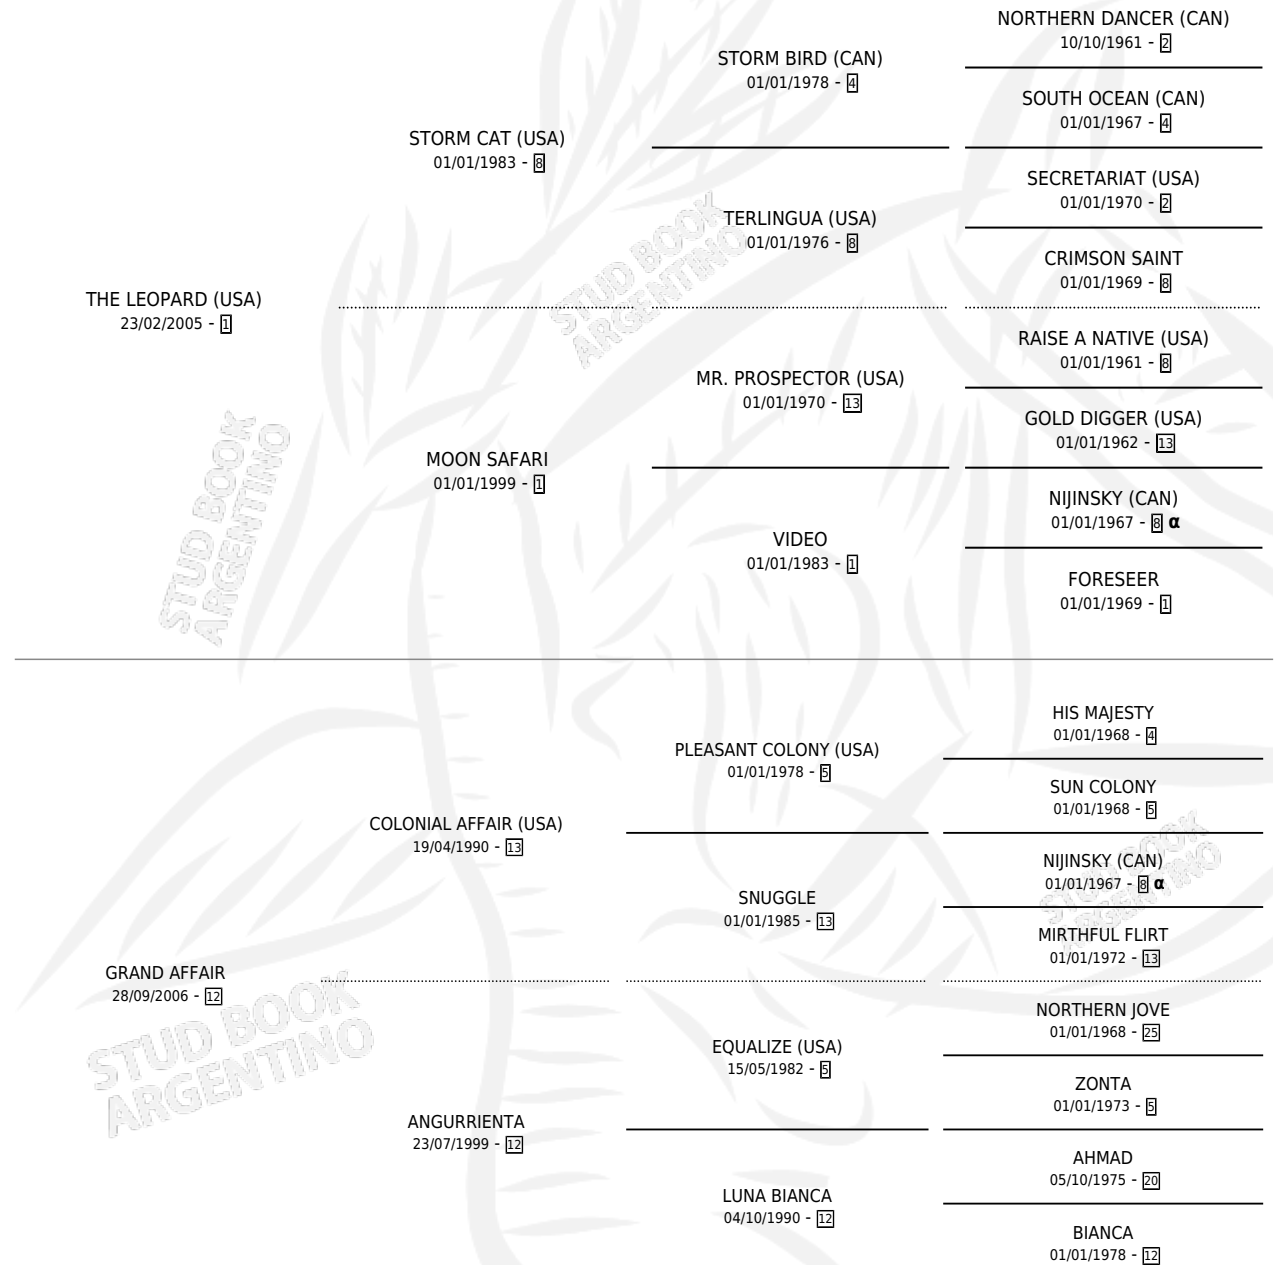 NORTHERN DANCER (CAN)
10/10/1961 - 2
STORM BIRD (CAN)
01/01/1978 - 4
SOUTH OCEAN (CAN)
01/01/1967 - 4
STORM CAT (USA)
01/01/1983 - 8
SECRETARIAT (USA)
01/01/1970 - 2
TERLINGUA (USA)
01/01/1976 - 8
CRIMSON SAINT
01/01/1969 - 8
THE LEOPARD (USA)
23/02/2005 - 1
RAISE A NATIVE (USA)
01/01/1961 - 8
MR. PROSPECTOR (USA)
01/01/1970 - 13
GOLD DIGGER (USA)
01/01/1962 - 13
MOON SAFARI
01/01/1999 - 1
NIJINSKY (CAN)
01/01/1967 - 8 α
VIDEO
01/01/1983 - 1
FORESEER
01/01/1969 - 1
HIS MAJESTY
01/01/1968 - 4
PLEASANT COLONY (USA)
01/01/1978 - 5
SUN COLONY
01/01/1968 - 5
COLONIAL AFFAIR (USA)
19/04/1990 - 13
NIJINSKY (CAN)
01/01/1967 - 8 α
SNUGGLE
01/01/1985 - 13
MIRTHFUL FLIRT
01/01/1972 - 13
GRAND AFFAIR
28/09/2006 - 12
NORTHERN JOVE
01/01/1968 - 25
EQUALIZE (USA)
15/05/1982 - 5
ZONTA
01/01/1973 - 5
ANGURRIENTA
23/07/1999 - 12
AHMAD
05/10/1975 - 20
LUNA BIANCA
04/10/1990 - 12
BIANCA
01/01/1978 - 12
STUD BOOK
ARGENTINO
STUD BOOK
ARGENTINO
STUD BOOK
ARGENTINO
STUD BOOK
ARGENTINO